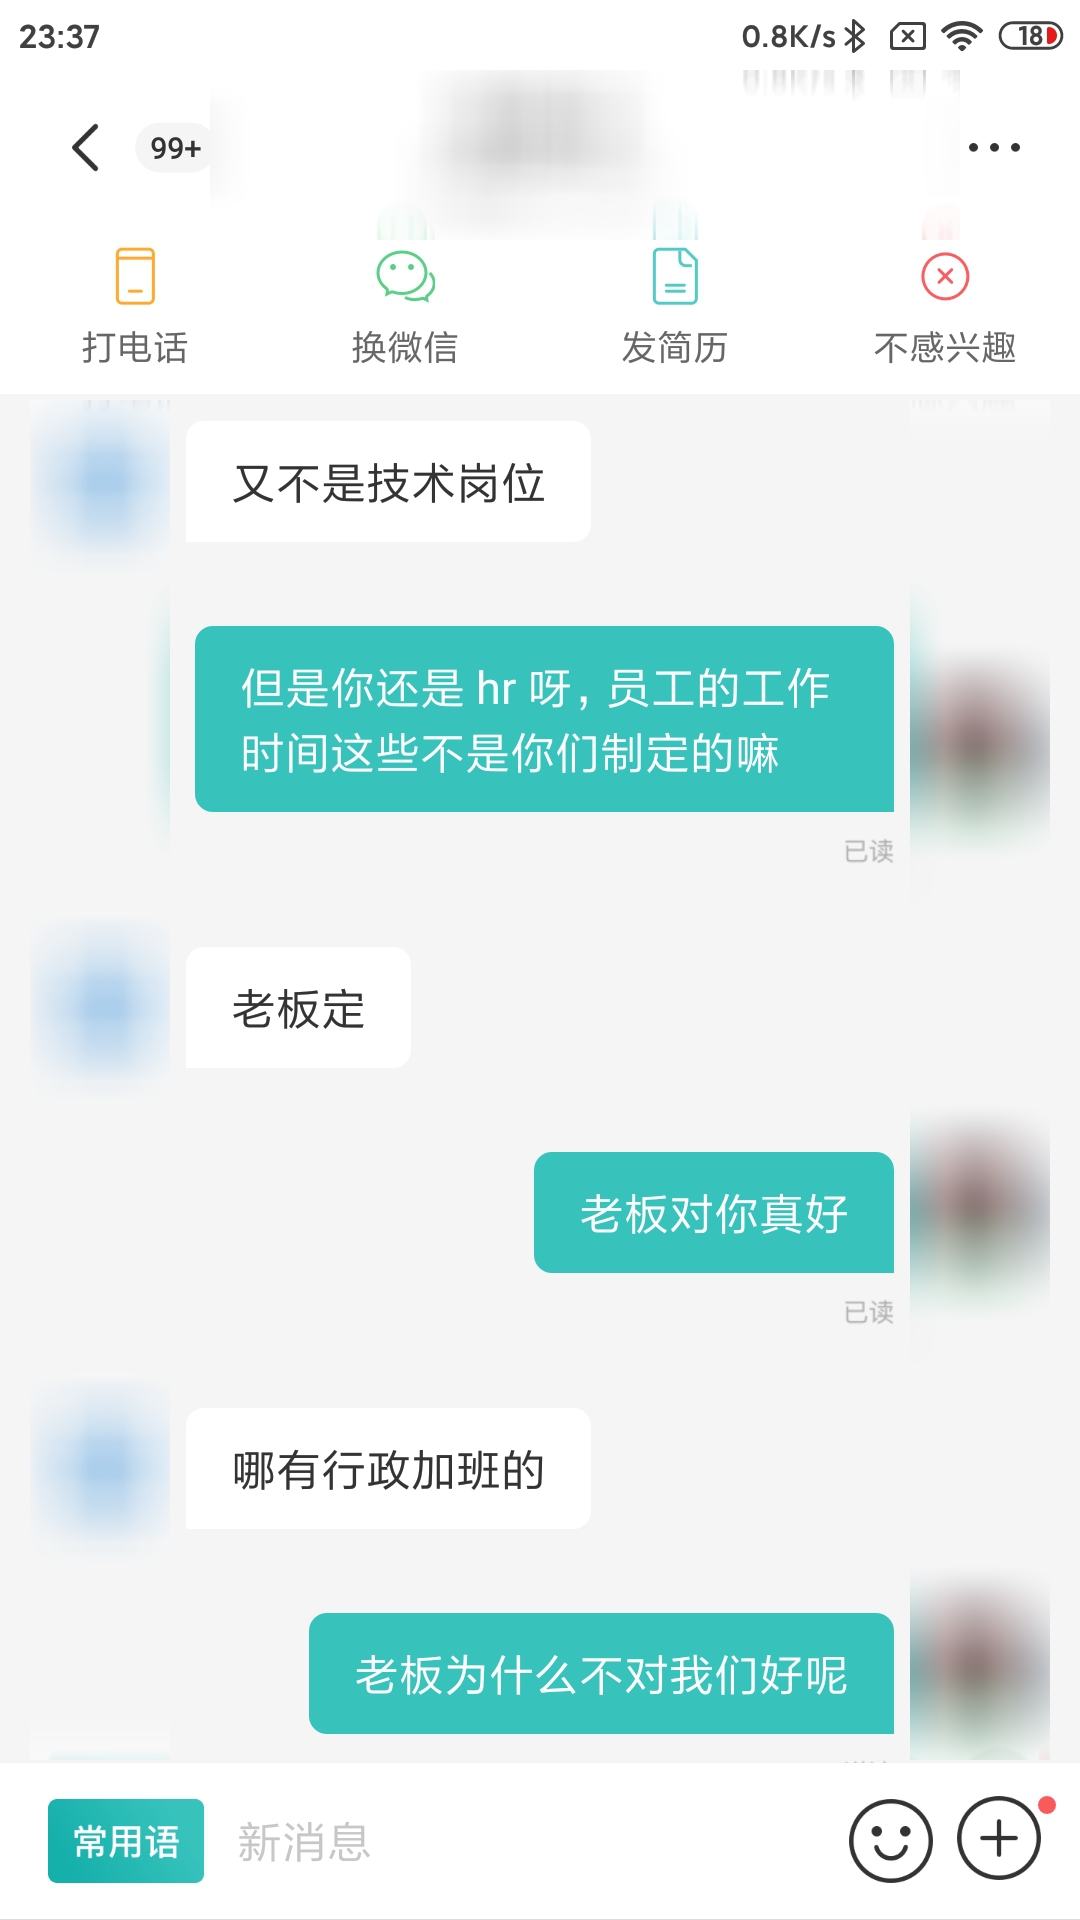 23:37
0.8K/s
18
99+
打电话
换微信
发简历
不感兴趣
又不是技术岗位
但是你还是 hr 呀，员工的工作
时间这些不是你们制定的嘛
已读
老板定
老板对你真好
已读
哪有行政加班的
老板为什么不对我们好呢
常用语
新消息